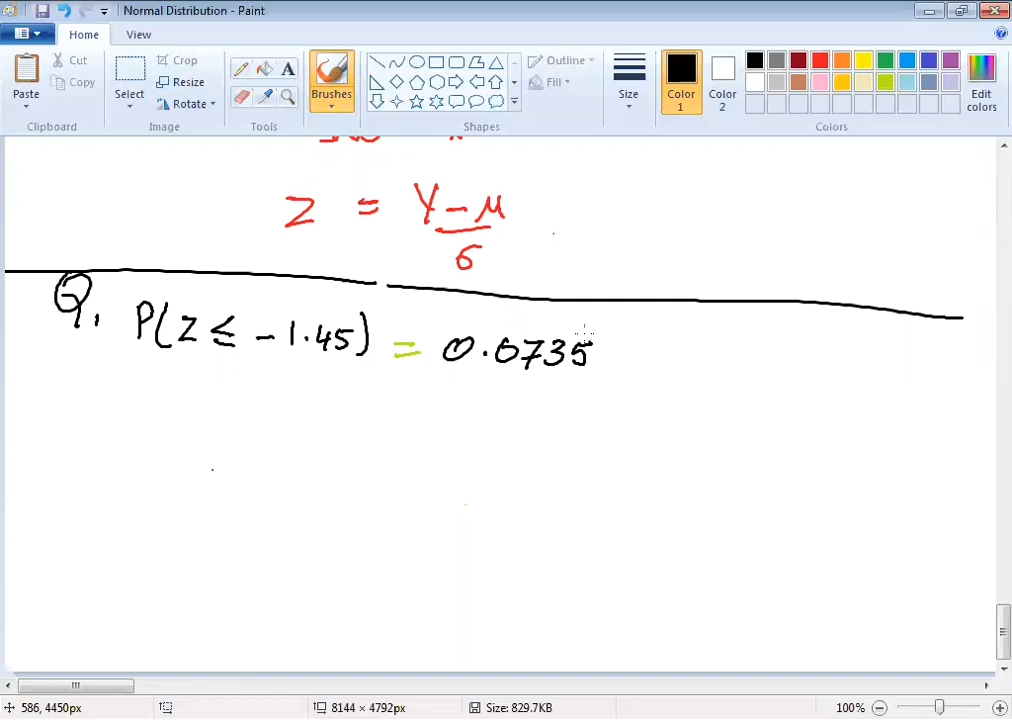 Normal Distribution - Paint
Home View
Paste
Cut
Copy
Clipboard
Select
Crop
Resize
Rotate
Image
A
Tools
Brushes
Shapes
Outline
Fill
Size
Color 1
Color 2
Edit colors
Colors
Z = Y - μ
6
Q, P(Z ≤ - 1.45) = 0.0735
586, 4450px
8144 × 4792px
Size: 829.7KB
100%